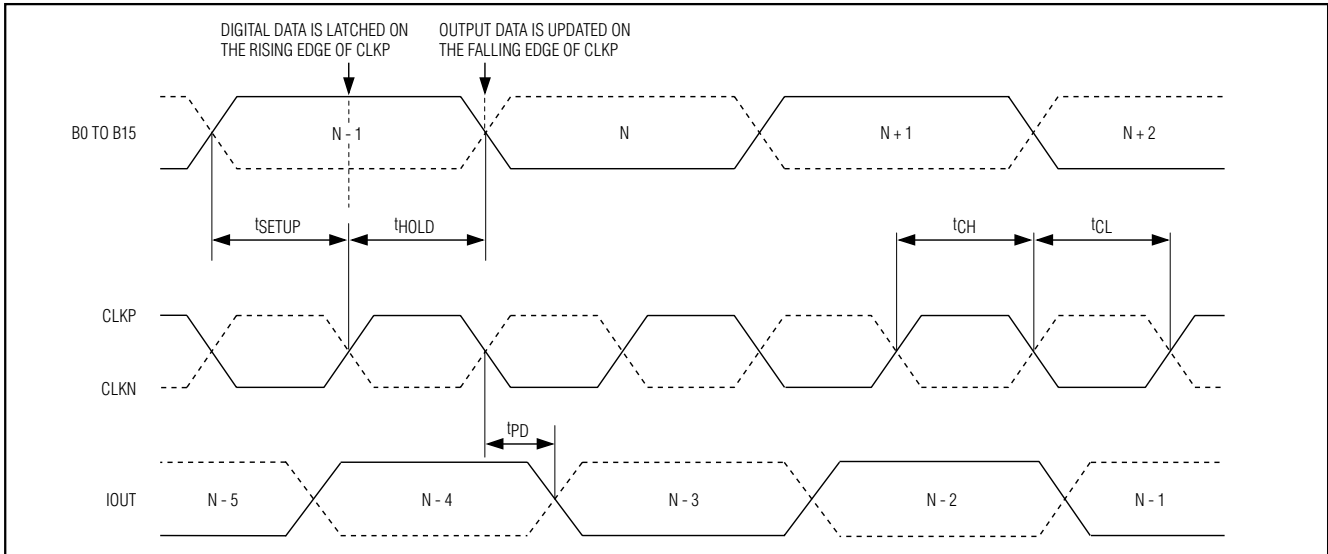 DIGITAL DATA IS LATCHED ON
THE RISING EDGE OF CLKP
OUTPUT DATA IS UPDATED ON
THE FALLING EDGE OF CLKP
B0 TO B15
N - 1
N
N + 1
N + 2
tSETUP
tHOLD
tCH
tCL
CLKP
CLKN
tPD
IOUT
N - 5
N - 4
N - 3
N - 2
N - 1